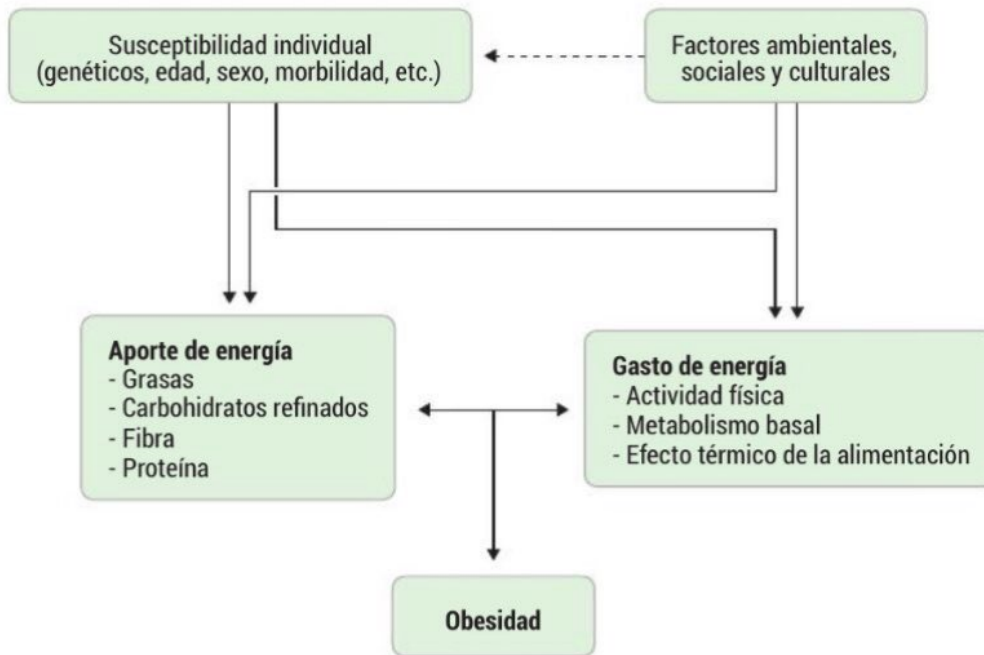 Susceptibilidad individual
(genéticos, edad, sexo, morbilidad, etc.)
Factores ambientales,
sociales y culturales
Aporte de energía
- Grasas
- Carbohidratos refinados
- Fibra
- Proteína
Gasto de energía
- Actividad física
- Metabolismo basal
- Efecto térmico de la alimentación
Obesidad